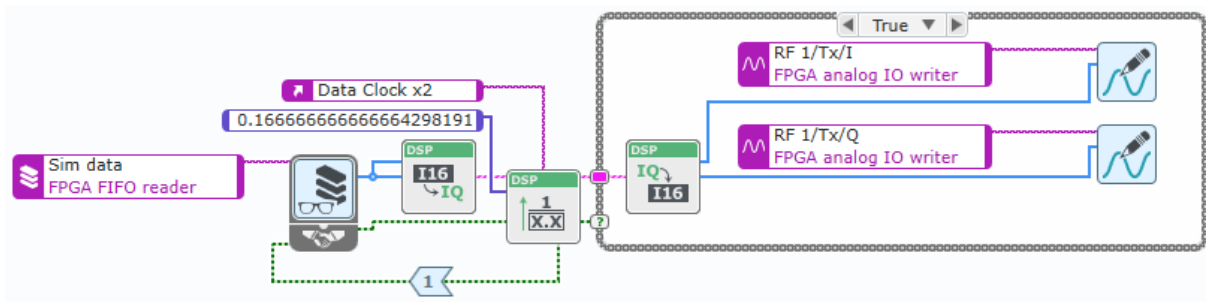 True
RF 1/Tx/I
FPGA analog IO writer
Data Clock x2
0.166666666666664298191
DSP
I16
IQ
RF 1/Tx/Q
FPGA analog IO writer
DSP
IQ
I16
Sim data
FPGA FIFO reader
DSP
1
X.X
?
1